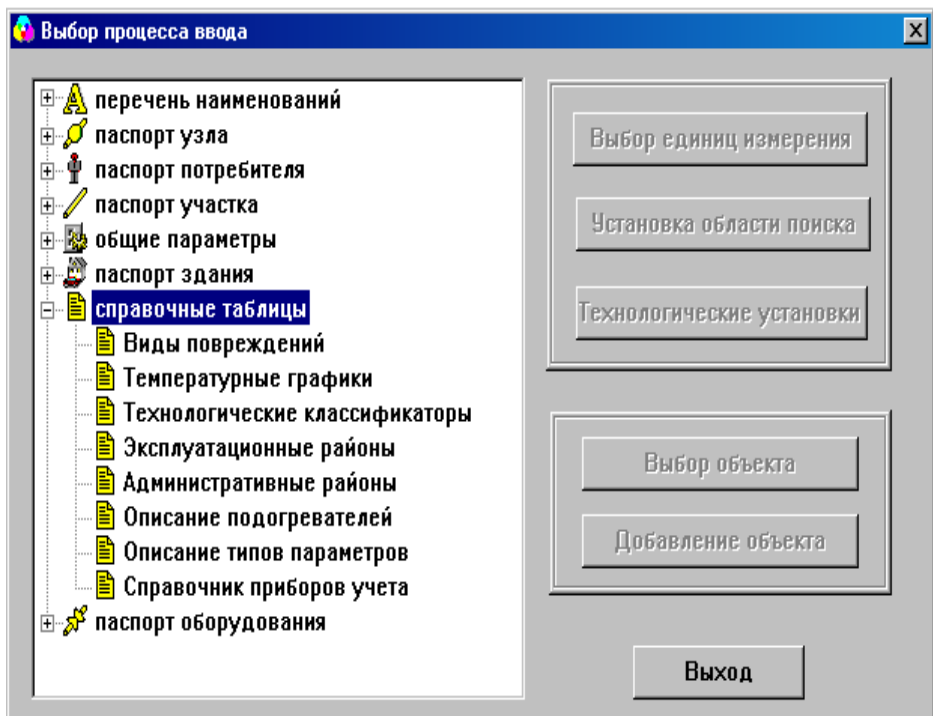 Выбор процесса ввода
перечень наименований
паспорт узла
паспорт потребителя
паспорт участка
общие параметры
паспорт здания
справочные таблицы
Виды повреждений
Температурные графики
Технологические классификаторы
Эксплуатационные районы
Административные районы
Описание подогревателей
Описание типов параметров
Справочник приборов учета
паспорт оборудования
Выбор единиц измерения
Установка области поиска
Технологические установки
Выбор объекта
Добавление объекта
Выход